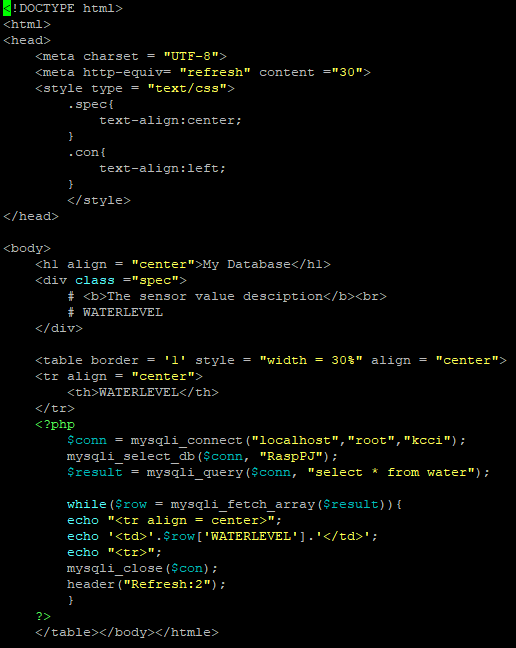 <!DOCTYPE html>
<html>
<head>
    <meta charset = "UTF-8">
    <meta http-equiv= "refresh" content ="30">
    <style type = "text/css">
        .spec{
            text-align:center;
        }
        .con{
            text-align:left;
        }
        </style>
</head>

<body>
    <h1 align = "center">My Database</h1>
    <div class ="spec">
        # <b>The sensor value desciption</b><br>
        # WATERLEVEL
    </div>

    <table border = '1' style = "width = 30%" align = "center">
    <tr align = "center">
        <th>WATERLEVEL</th>
    </tr>
    <?php
        $conn = mysqli_connect("localhost","root","kcci");
        mysqli_select_db($conn, "RaspPJ");
        $result = mysqli_query($conn, "select * from water");

        while($row = mysqli_fetch_array($result)){
        echo "<tr align = center>";
        echo '<td>'.$row['WATERLEVEL'].'</td>';
        echo "<tr>";
        mysqli_close($con);
        header("Refresh:2");
        }
    ?>
    </table></body></htmle>